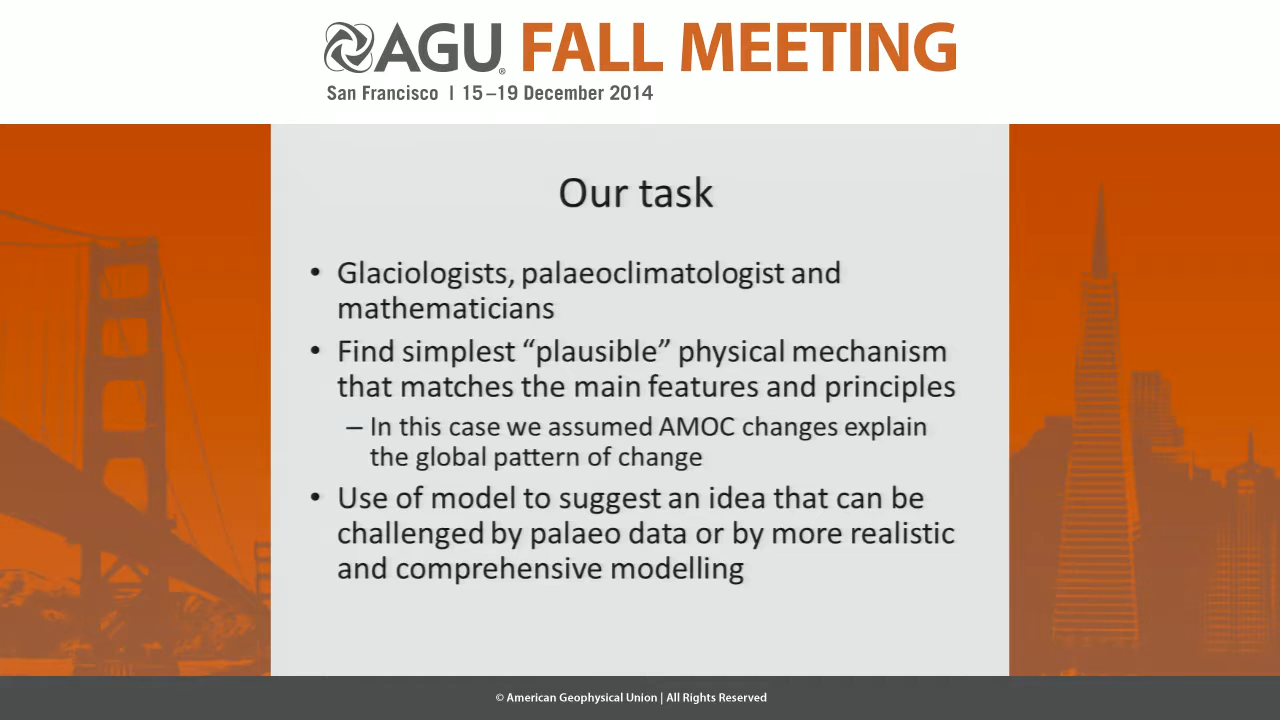 AGU® FALL MEETING
San Francisco | 15–19 December 2014
Our task
• Glaciologists, palaeoclimatologist and
mathematicians
• Find simplest “plausible” physical mechanism
that matches the main features and principles
– In this case we assumed AMOC changes explain
the global pattern of change
• Use of model to suggest an idea that can be
challenged by palaeo data or by more realistic
and comprehensive modelling
© American Geophysical Union | All Rights Reserved